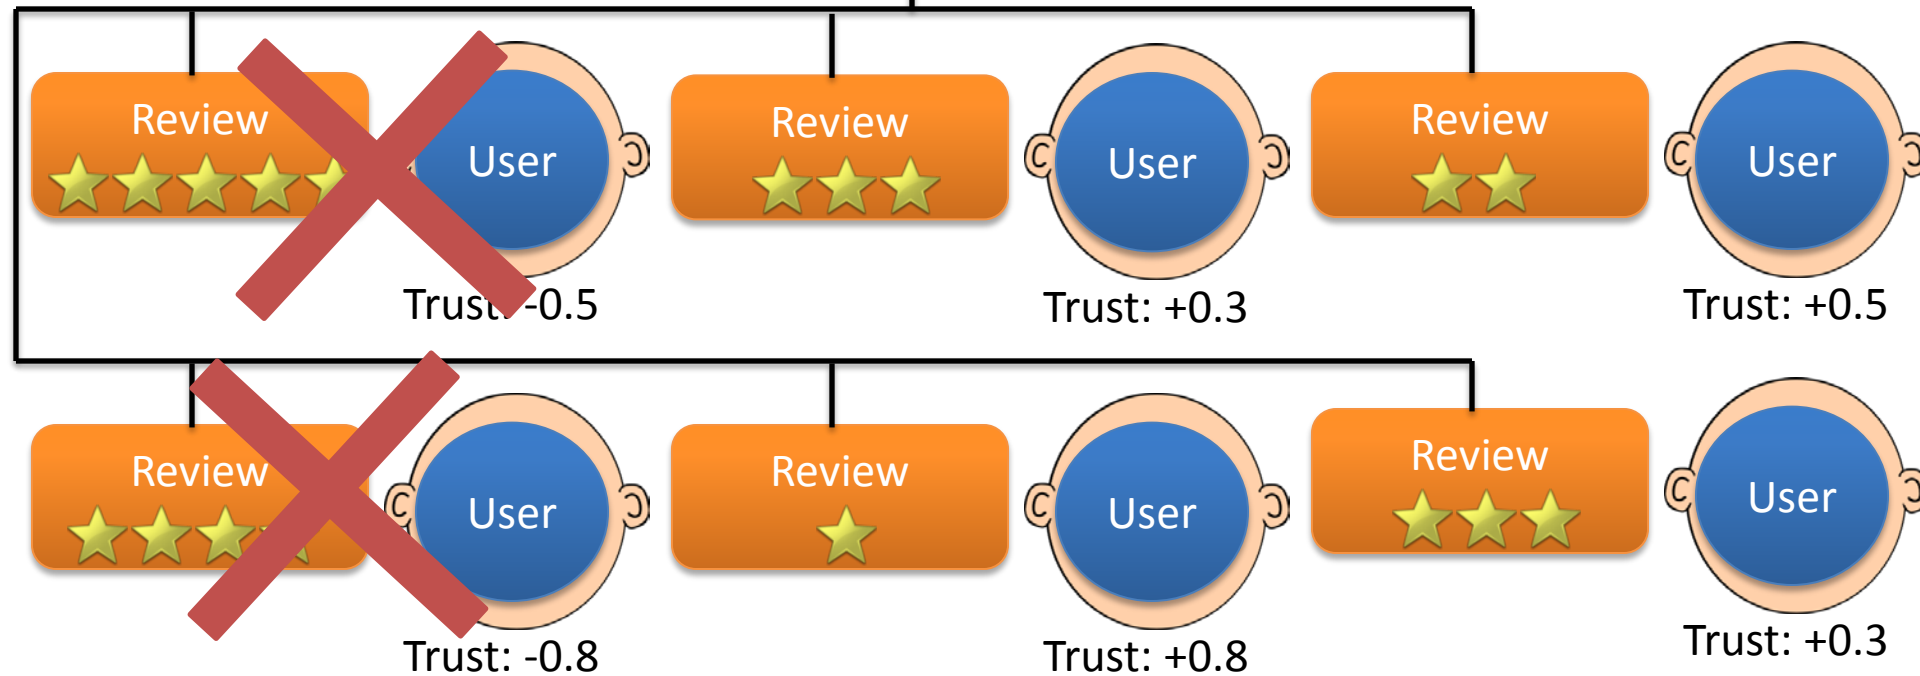 Review
User
Trust: -0.5
Review
User
Trust: +0.3
Review
User
Trust: +0.5
Review
User
Trust: -0.8
Review
User
Trust: +0.8
Review
User
Trust: +0.3